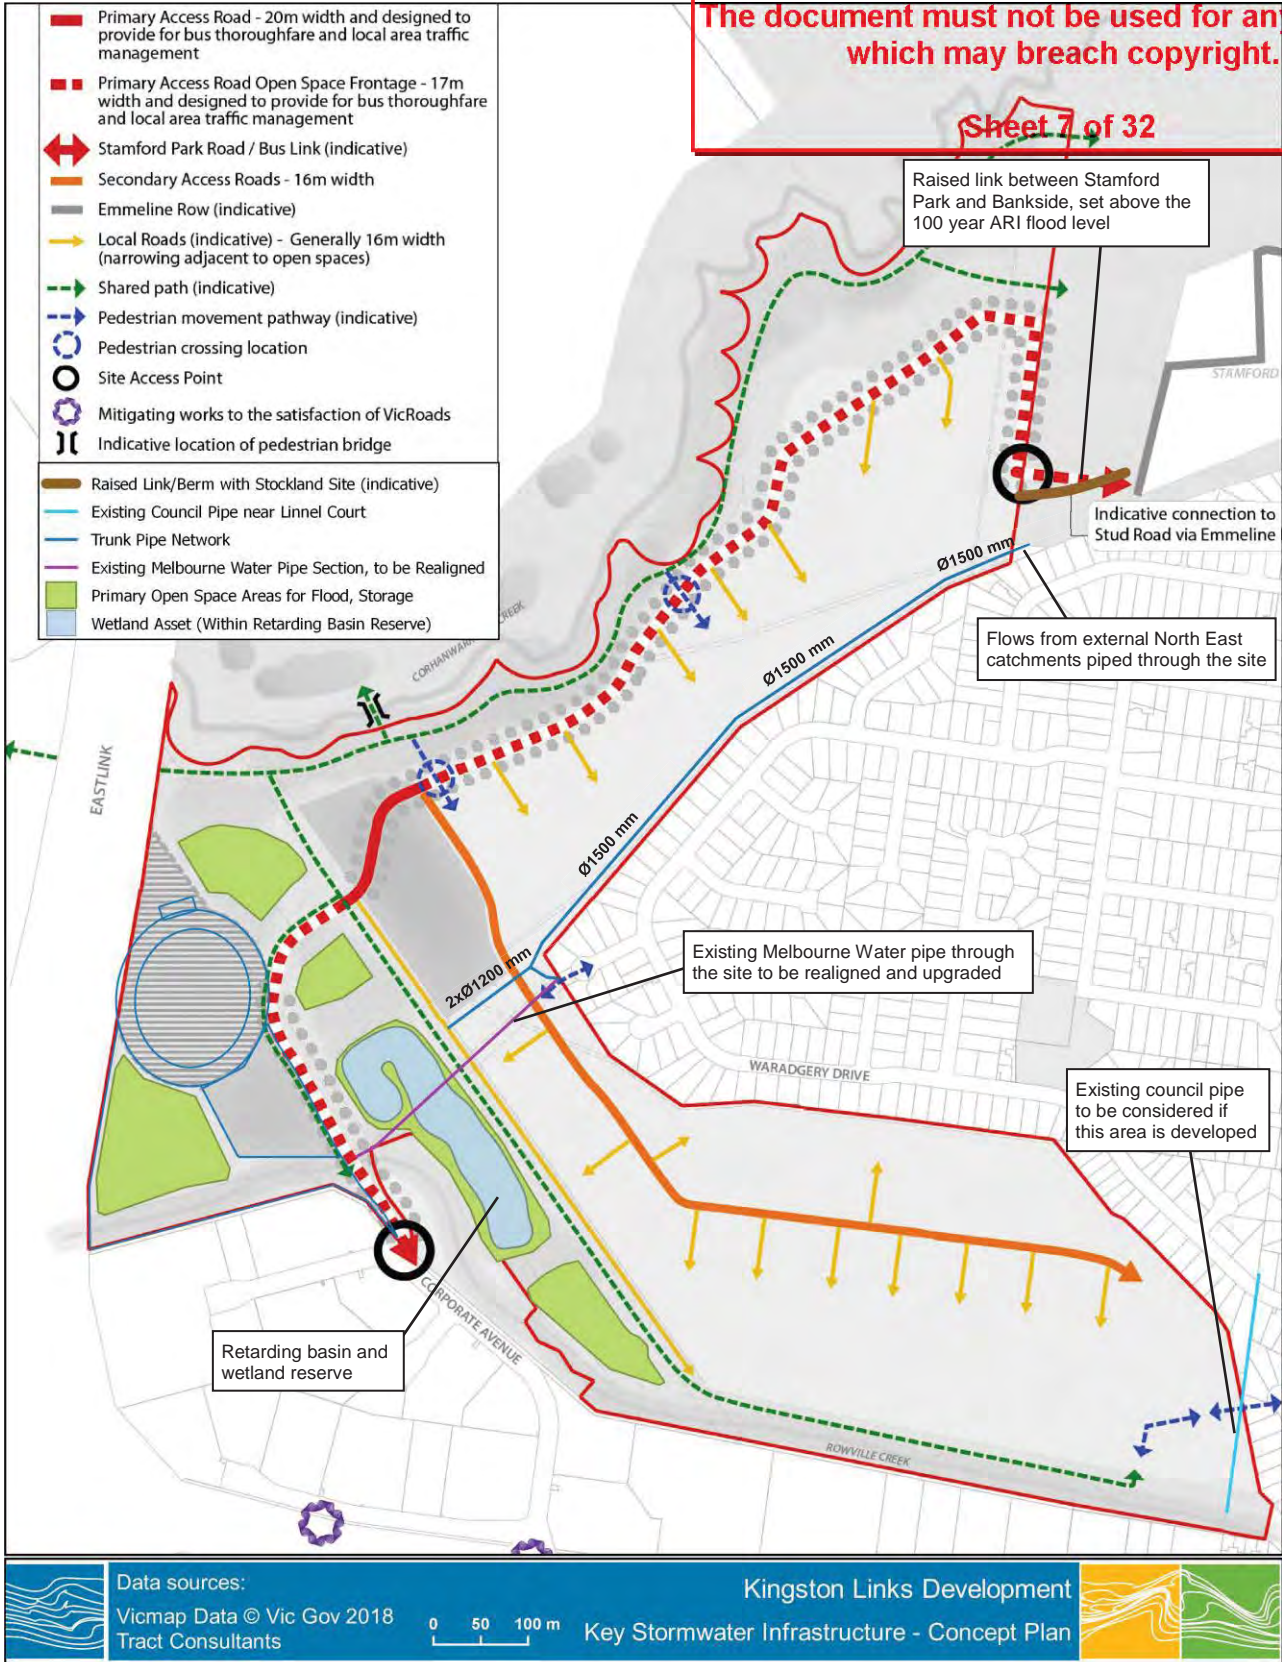 The document must not be used for any
which may breach copyright.
Sheet 7 of 32
Primary Access Road - 20m width and designed to
provide for bus thoroughfare and local area traffic
management
Primary Access Road Open Space Frontage - 17m
width and designed to provide for bus thoroughfare
and local area traffic management
Stamford Park Road / Bus Link (indicative)
Secondary Access Roads - 16m width
Emmeline Row (indicative)
Local Roads (indicative) - Generally 16m width
(narrowing adjacent to open spaces)
Shared path (indicative)
Pedestrian movement pathway (indicative)
Pedestrian crossing location
Site Access Point
Mitigating works to the satisfaction of VicRoads
Indicative location of pedestrian bridge
Raised Link/Berm with Stockland Site (indicative)
Existing Council Pipe near Linnel Court
Trunk Pipe Network
Existing Melbourne Water Pipe Section, to be Realigned
Primary Open Space Areas for Flood, Storage
Wetland Asset (Within Retarding Basin Reserve)
Raised link between Stamford
Park and Bankside, set above the
100 year ARI flood level
STAMFORD
Indicative connection to
Stud Road via Emmeline
Ø1500 mm
Flows from external North East
catchments piped through the site
Ø1500 mm
CREEK
EASTLINK
Ø1500 mm
Existing Melbourne Water pipe through
the site to be realigned and upgraded
2xØ1200 mm
WARADGERY DRIVE
Existing council pipe
to be considered if
this area is developed
CORPORATE AVENUE
Retarding basin and
wetland reserve
ROWVILLE CREEK
Data sources:
Vicmap Data © Vic Gov 2018
Tract Consultants
0 50 100 m
Kingston Links Development
Key Stormwater Infrastructure - Concept Plan